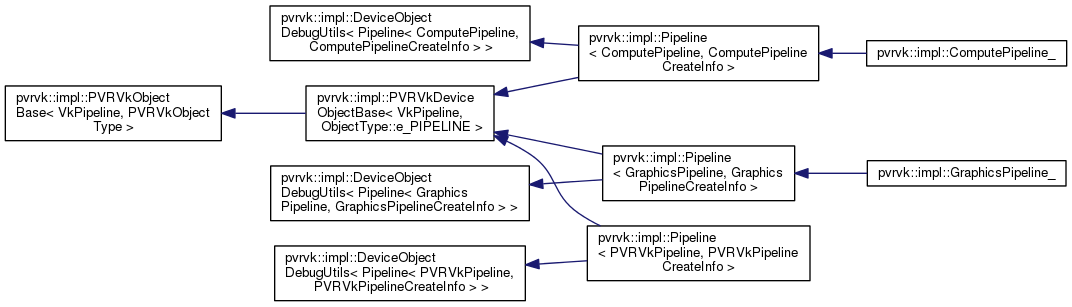 pvrvk::impl::DeviceObject
DebugUtils< Pipeline< ComputePipeline,
ComputePipelineCreateInfo > >
pvrvk::impl::Pipeline
< ComputePipeline, ComputePipeline
CreateInfo >
pvrvk::impl::ComputePipeline_
pvrvk::impl::PVRVkObject
Base< VkPipeline, PVRVkObject
Type >
pvrvk::impl::PVRVkDevice
ObjectBase< VkPipeline,
ObjectType::e_PIPELINE >
pvrvk::impl::Pipeline
< GraphicsPipeline, Graphics
PipelineCreateInfo >
pvrvk::impl::GraphicsPipeline_
pvrvk::impl::DeviceObject
DebugUtils< Pipeline< Graphics
Pipeline, GraphicsPipelineCreateInfo > >
pvrvk::impl::Pipeline
< PVRVkPipeline, PVRVkPipeline
CreateInfo >
pvrvk::impl::DeviceObject
DebugUtils< Pipeline< PVRVkPipeline,
PVRVkPipelineCreateInfo > >